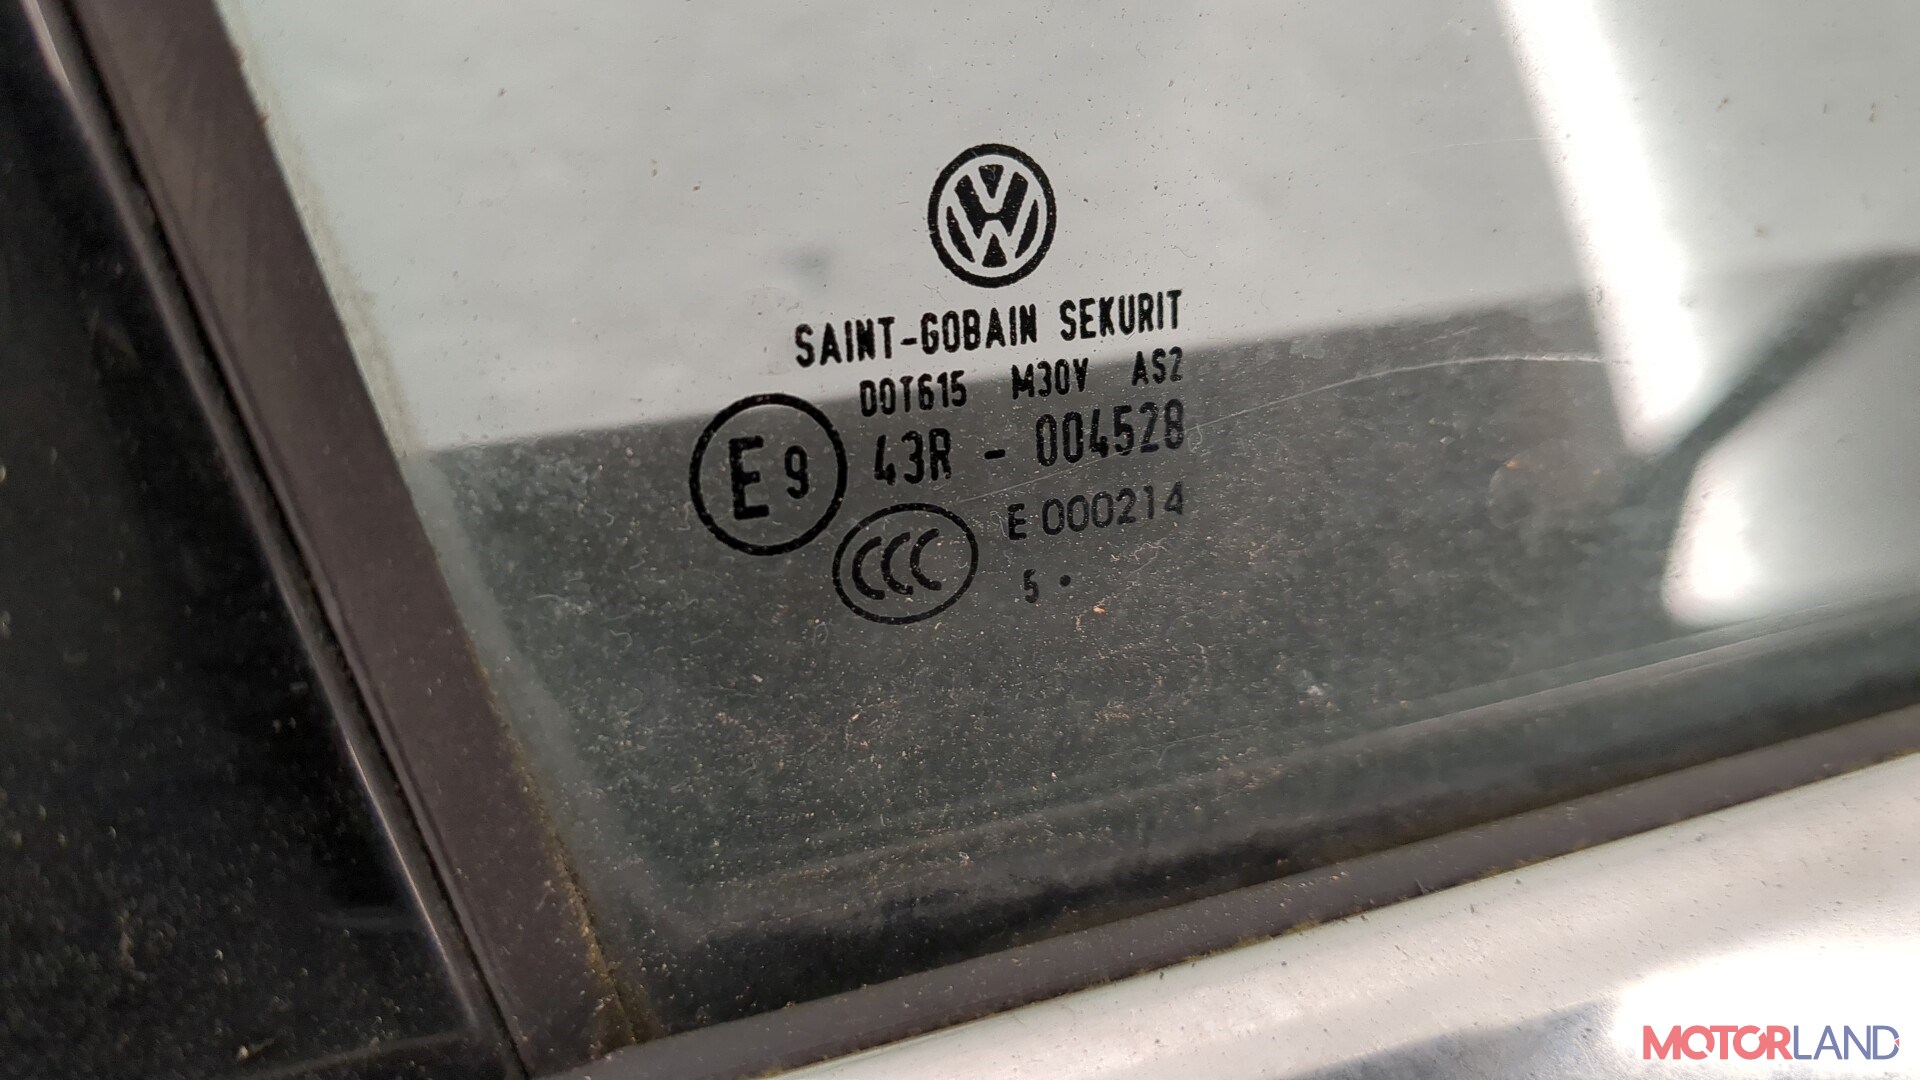 SAINT-GOBAIN SEKURIT
DOT615 M30V AS2
E9 43R - 004528
CCC E 000214
5 •
MOTORLAND